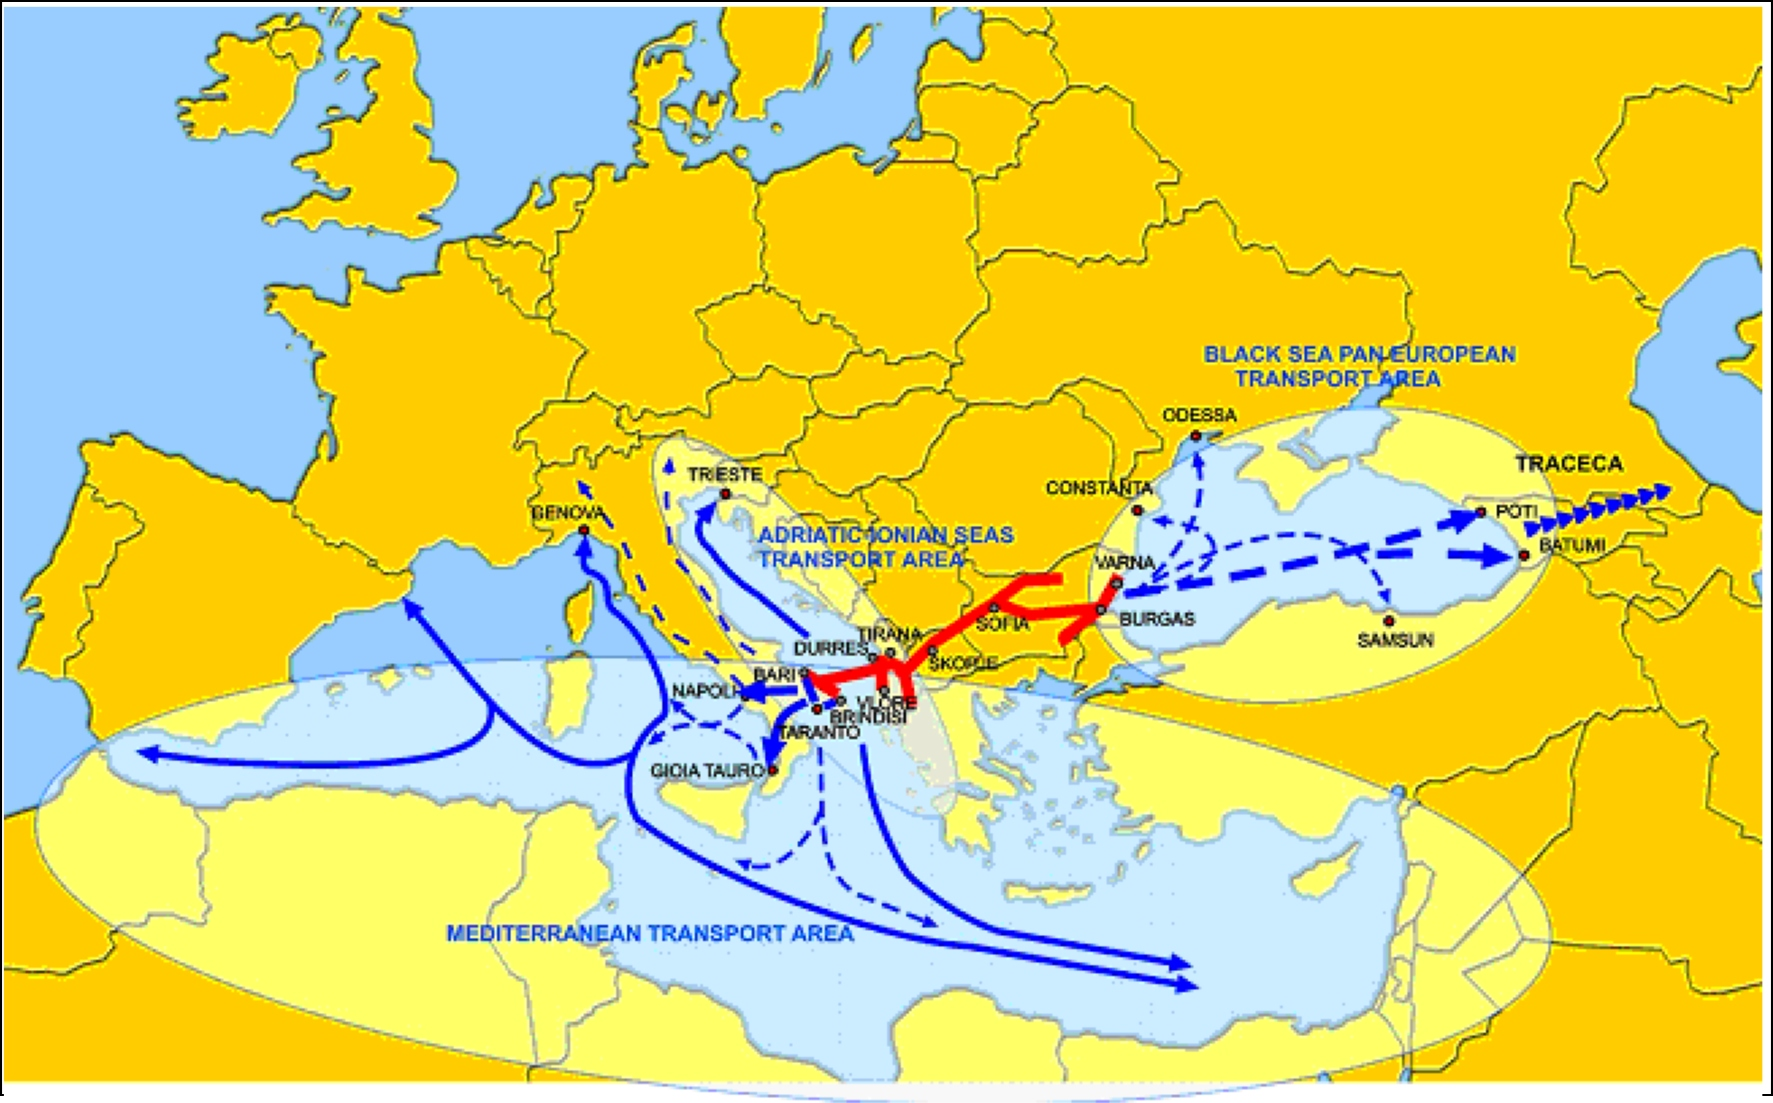 BLACK SEA PAN-EUROPEAN
TRANSPORT AREA
ODESSA
TRACECA
TRIESTE
CONSTANTA
GENOVA
POTI
ADRIATIC-IONIAN SEAS
TRANSPORT AREA
BATUMI
VARNA
BURGAS
SOFIA
TIRANA
SAMSUN
DURRES
SKOPJE
BARI
NAPOLI
VLORE
BRINDISI
TARANTO
GIOIA TAURO
MEDITERRANEAN TRANSPORT AREA